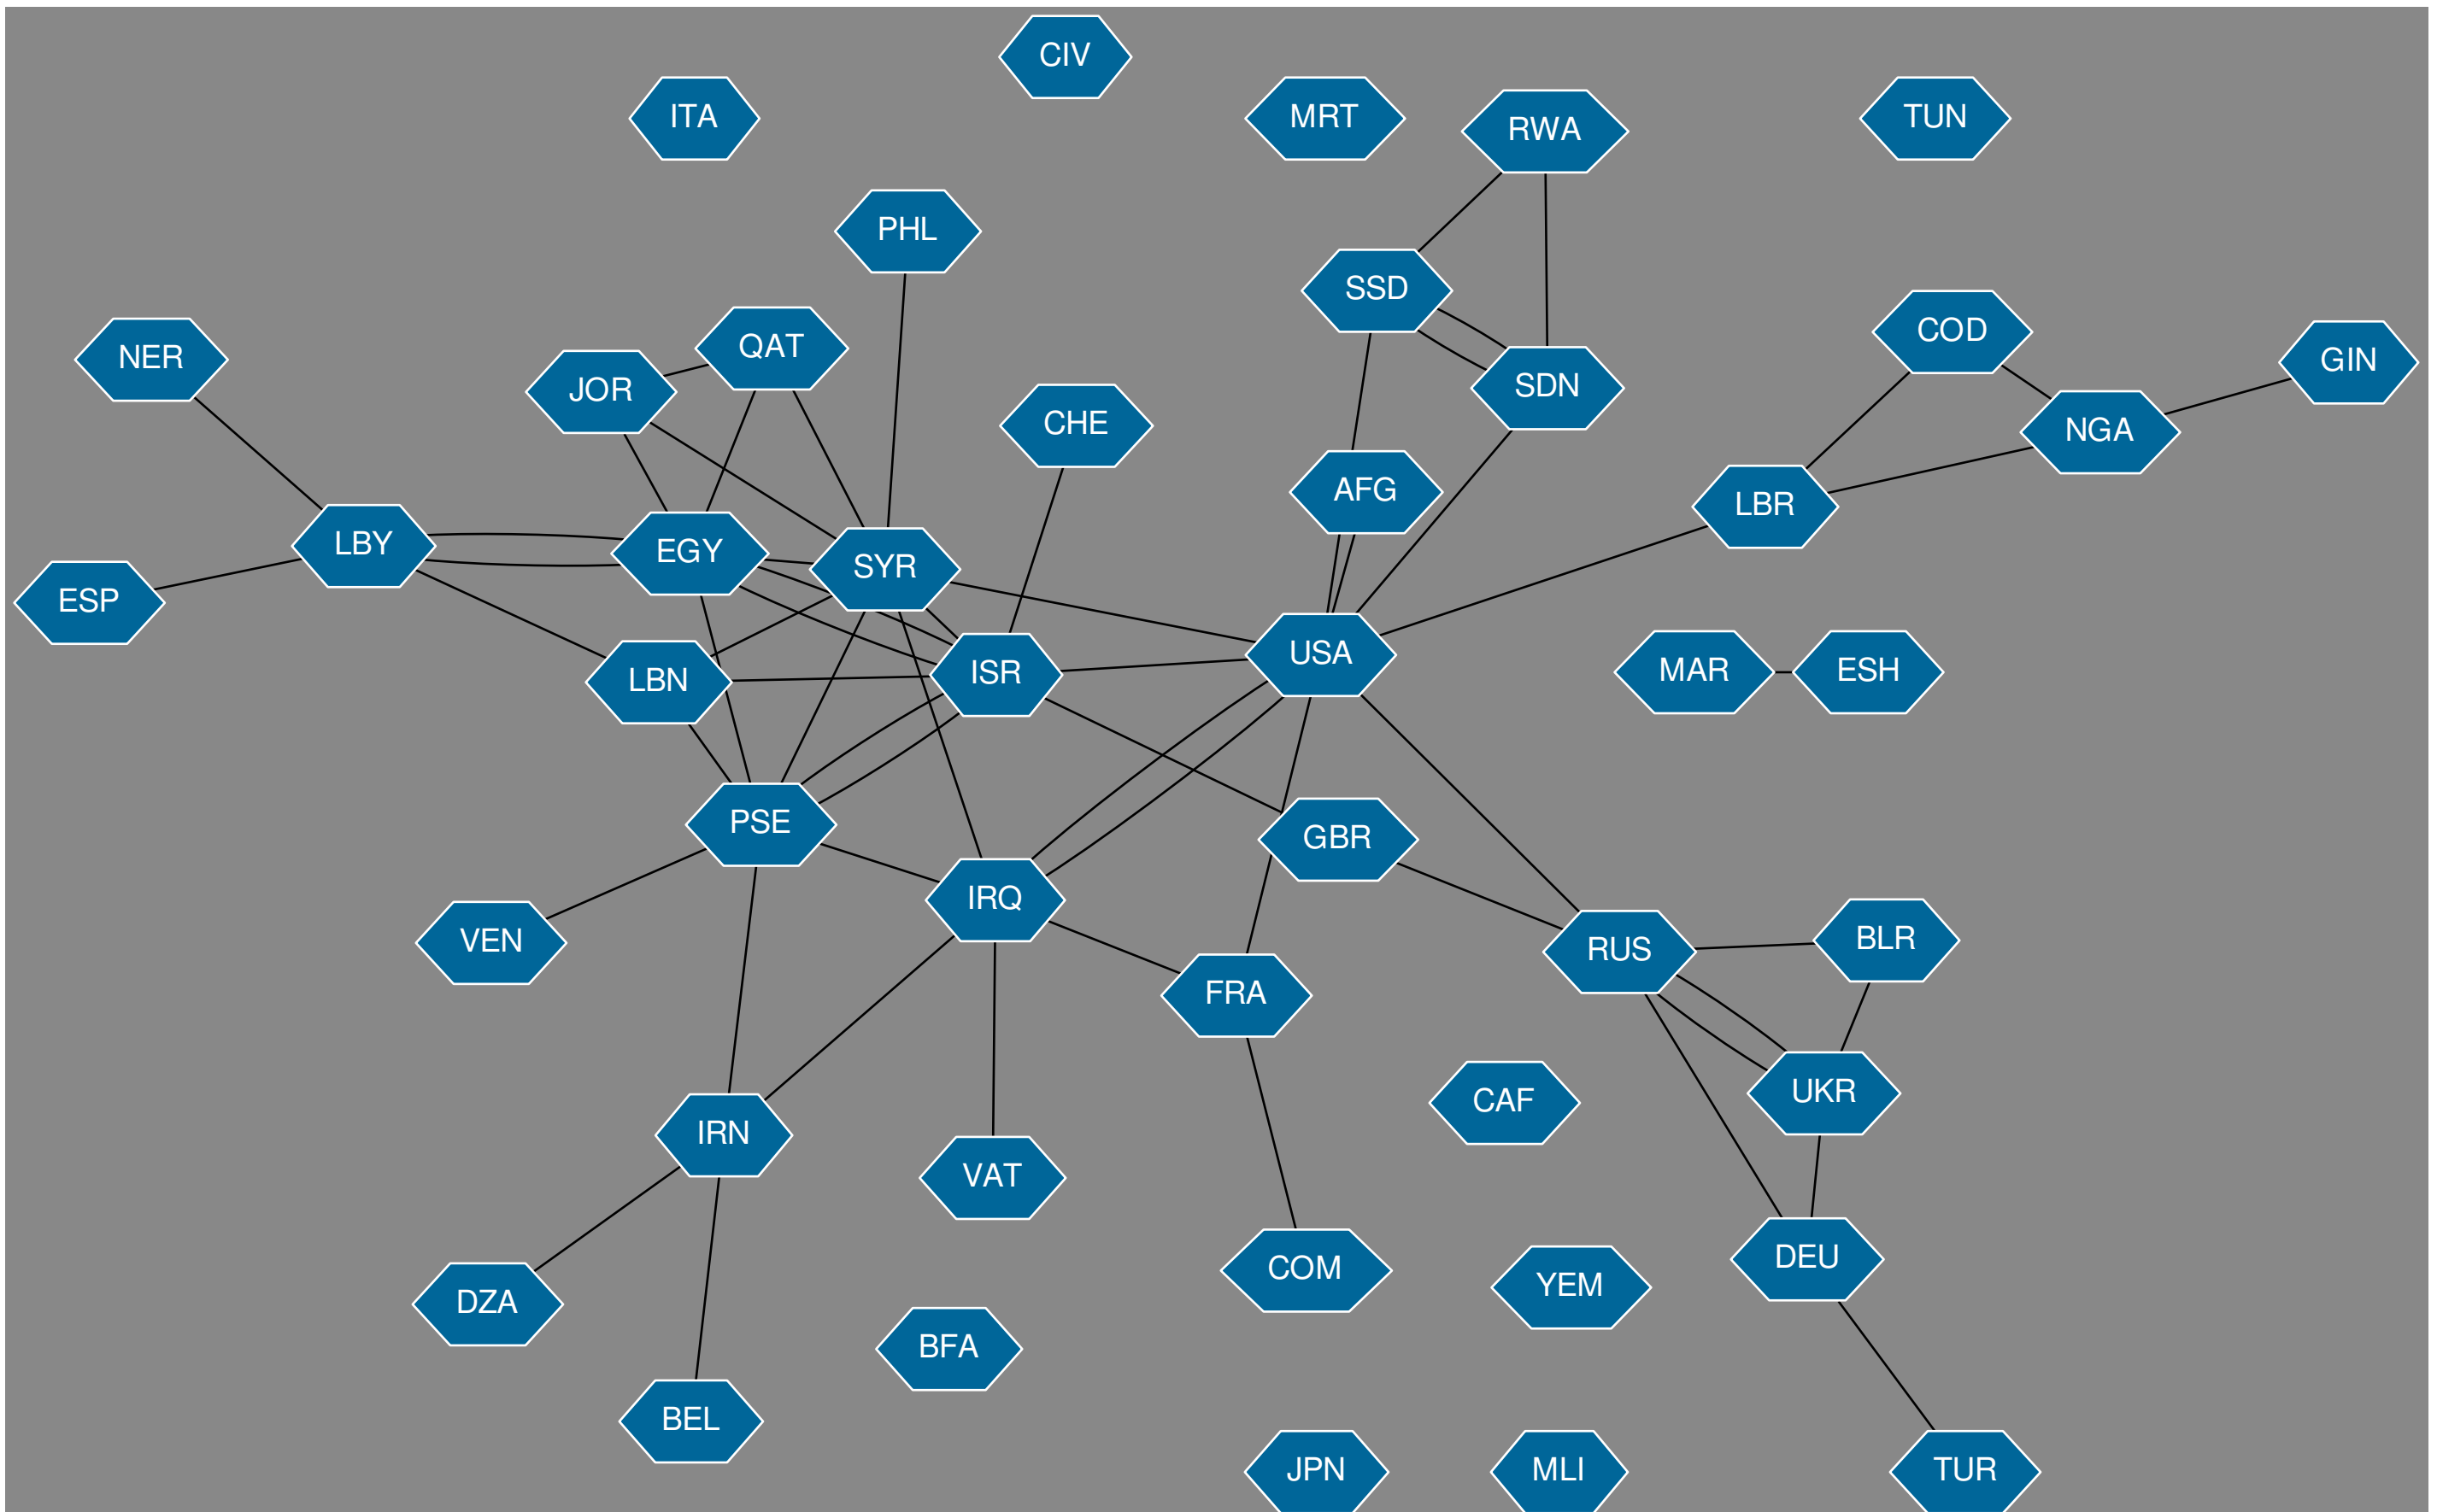 CIV
ITA
MRT
RWA
TUN
PHL
SSD
COD
QAT
NER
GIN
JOR
SDN
CHE
NGA
AFG
LBR
LBY
EGY
SYR
ESP
USA
MAR
ESH
LBN
ISR
PSE
GBR
IRQ
VEN
BLR
RUS
FRA
UKR
CAF
IRN
VAT
DEU
COM
YEM
DZA
BFA
BEL
JPN
MLI
TUR